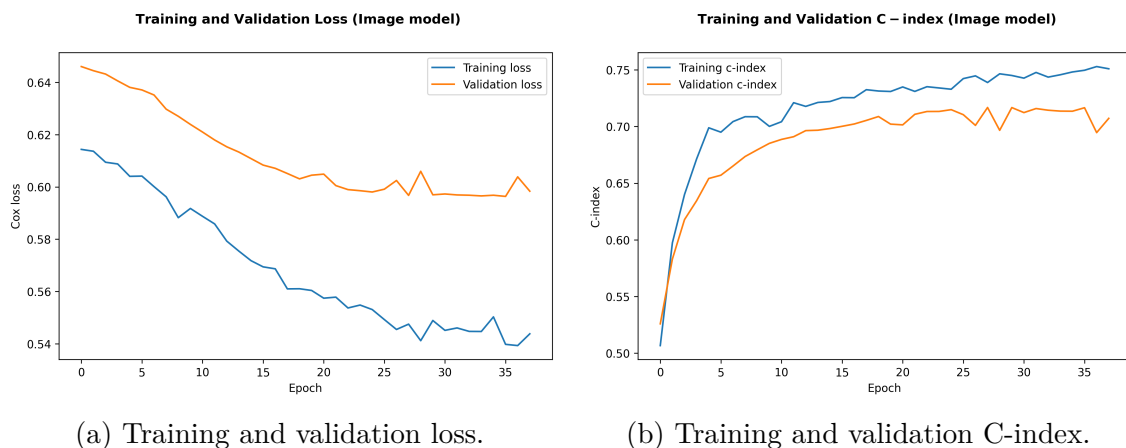 Training and Validation Loss (Image model)
Training loss
Validation loss
Cox loss
0.64
0.62
0.60
0.58
0.56
0.54
0 5 10 15 20 25 30 35
Epoch
(a) Training and validation loss.
Training and Validation C – index (Image model)
Training c-index
Validation c-index
C-index
0.75
0.70
0.65
0.60
0.55
0.50
0 5 10 15 20 25 30 35
Epoch
(b) Training and validation C-index.